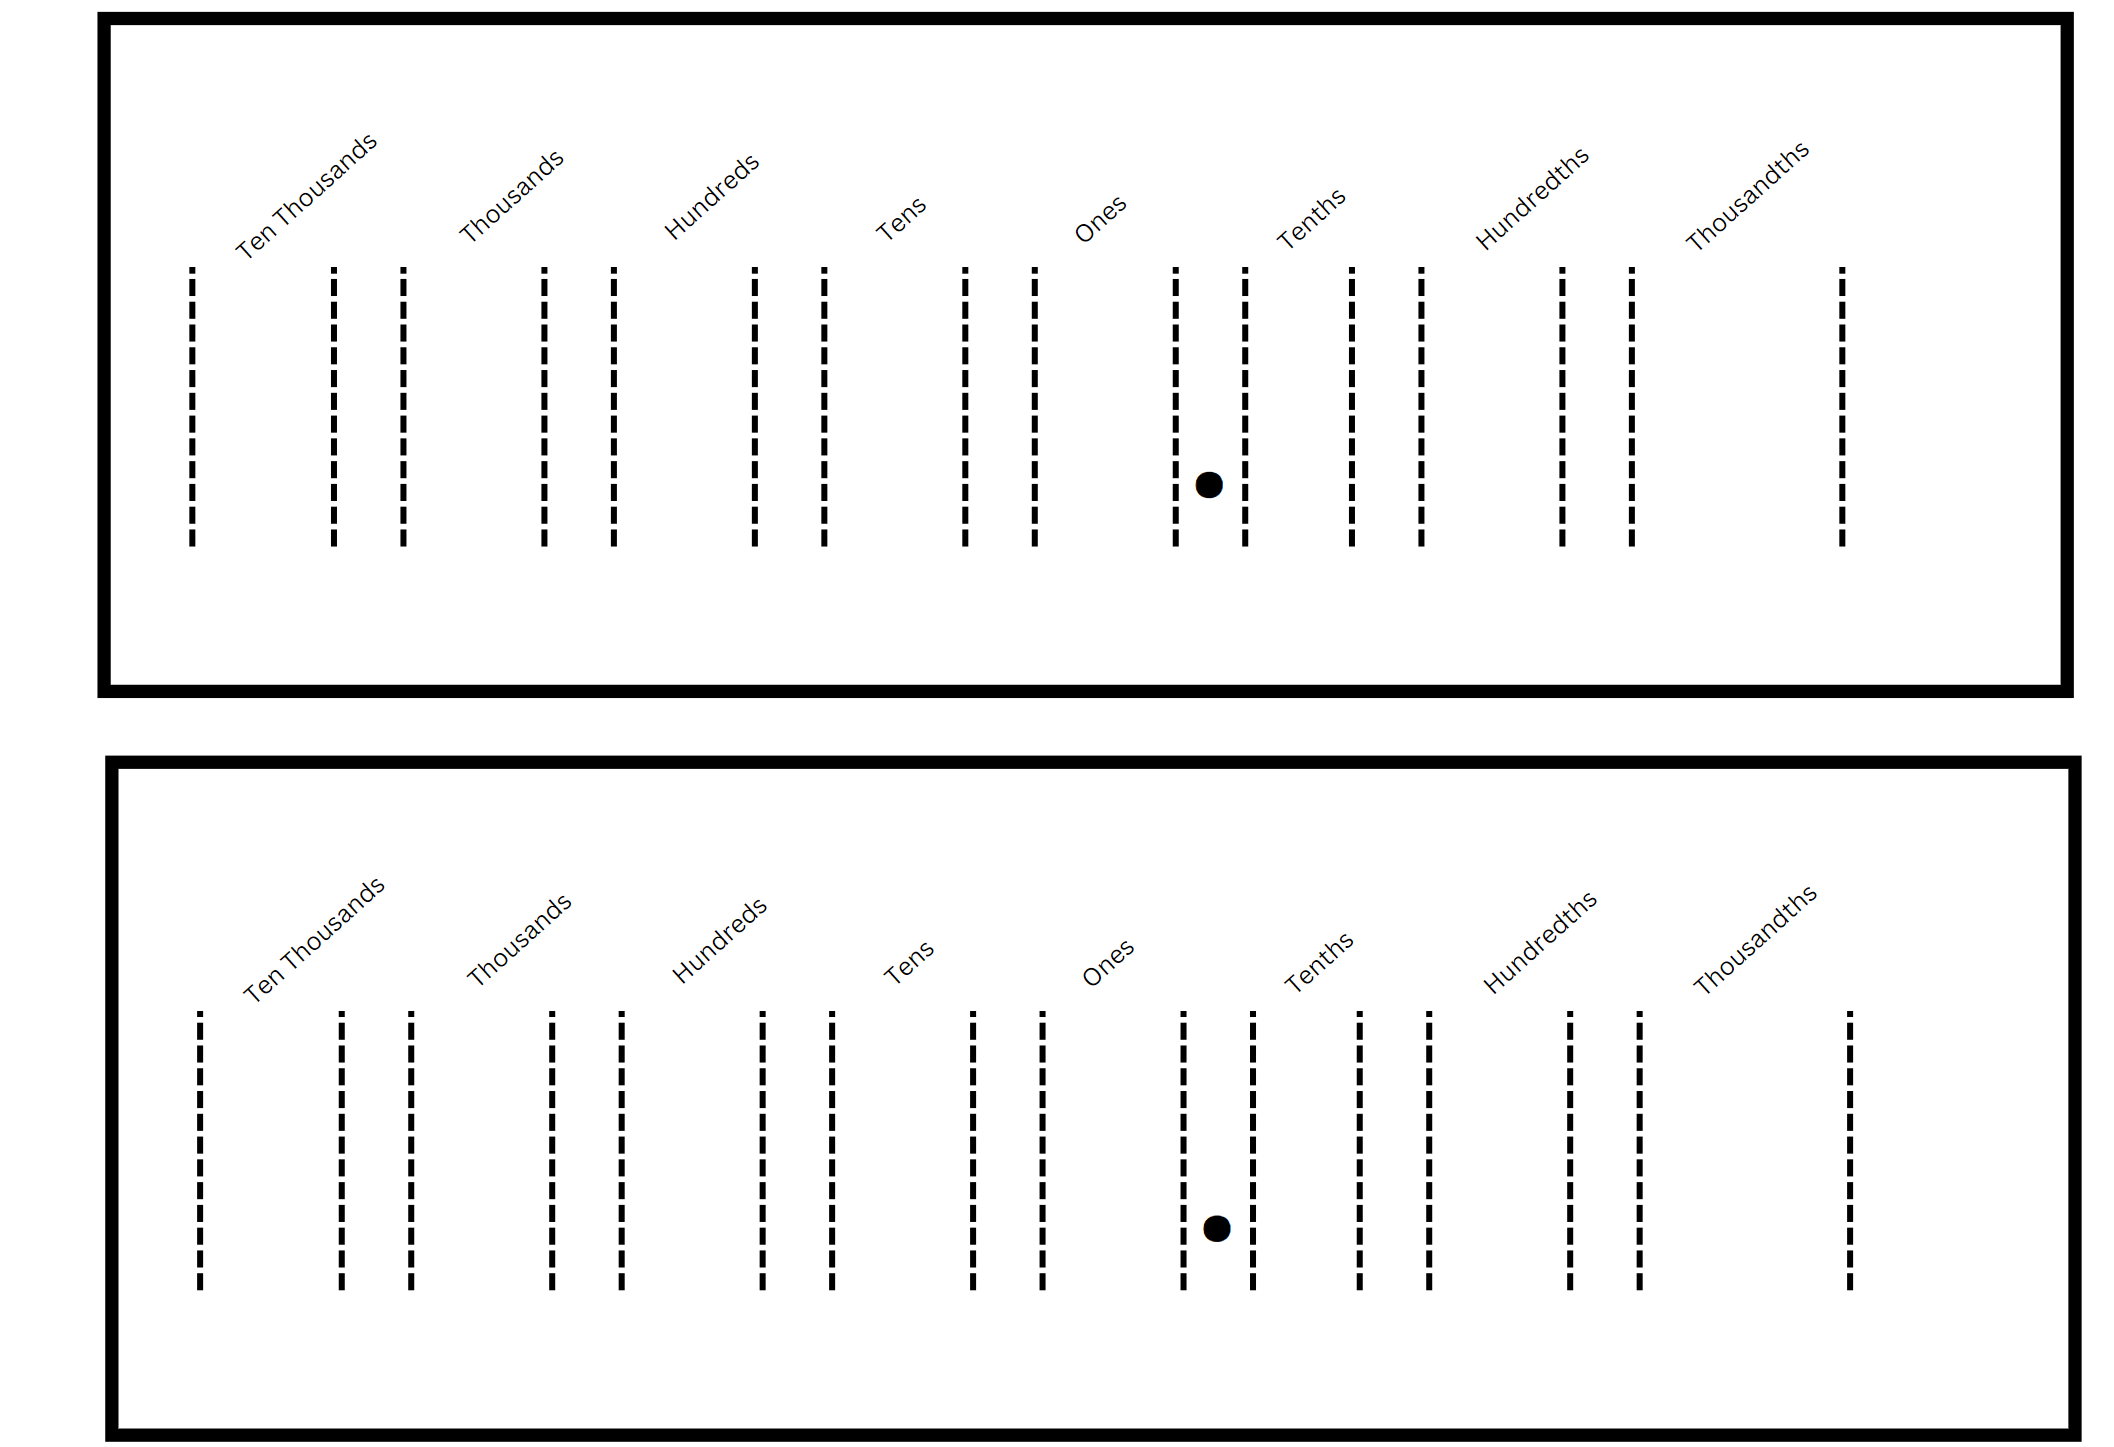 Ten Thousands
Thousands
Hundreds
Tens
Ones
Tenths
Hundredths
Thousandths
Ten Thousands
Thousands
Hundreds
Tens
Ones
Tenths
Hundredths
Thousandths